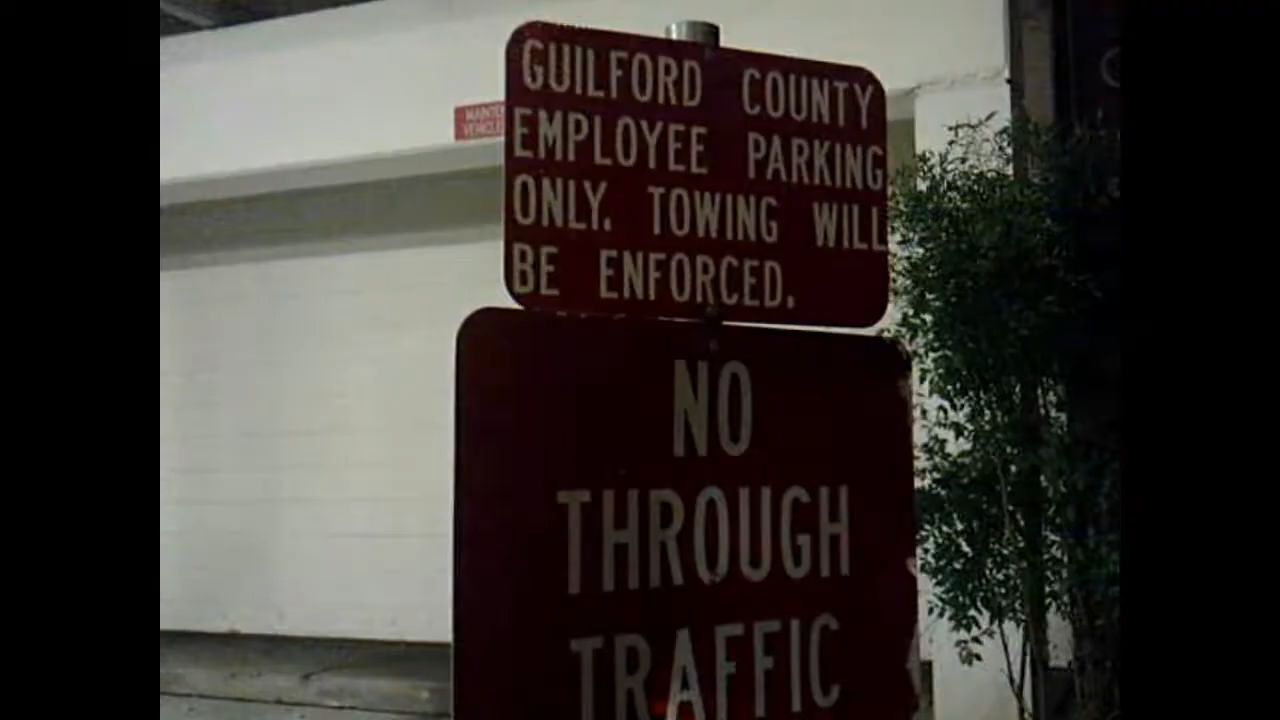 GUILFORD COUNTY
EMPLOYEE PARKING
ONLY. TOWING WILL
BE ENFORCED.
NO
THROUGH
TRAFFIC